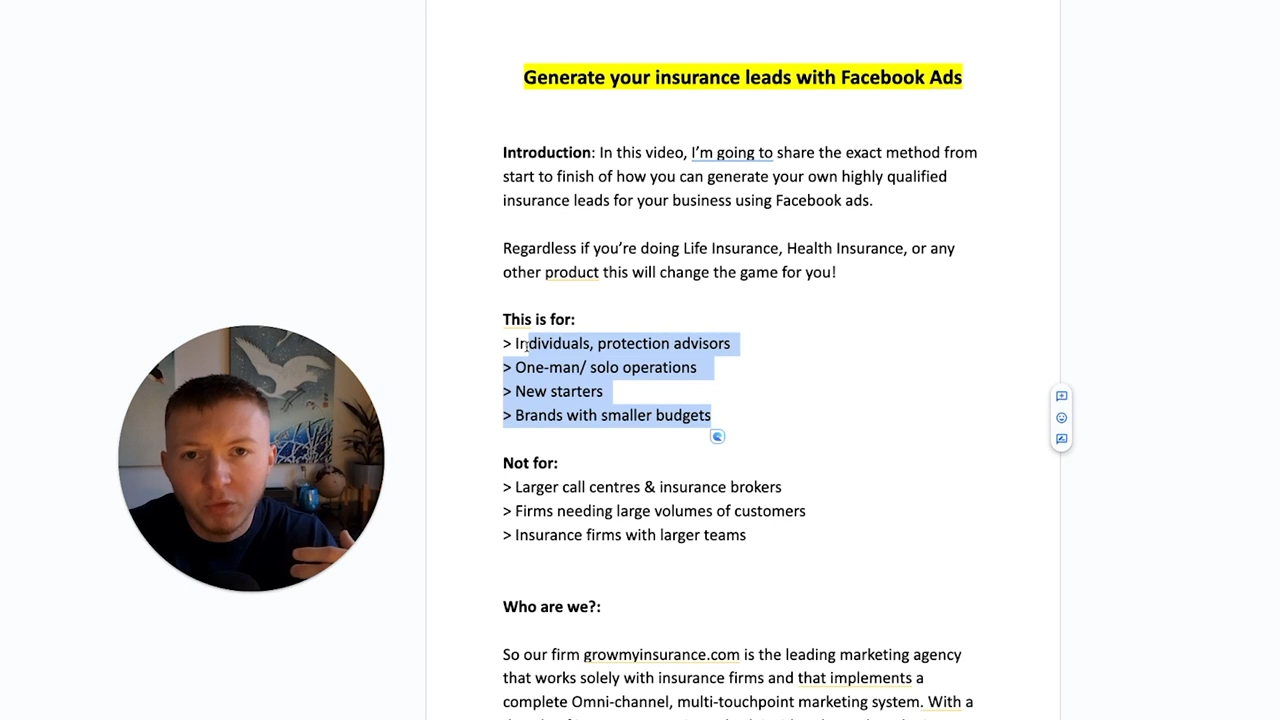 Generate your insurance leads with Facebook Ads
Introduction: In this video, I'm going to share the exact method from
start to finish of how you can generate your own highly qualified
insurance leads for your business using Facebook ads.
Regardless if you're doing Life Insurance, Health Insurance, or any
other product this will change the game for you!
This is for:
> Individuals, protection advisors
> One-man/ solo operations
> New starters
> Brands with smaller budgets
Not for:
> Larger call centres & insurance brokers
> Firms needing large volumes of customers
> Insurance firms with larger teams
Who are we?:
So our firm growmyinsurance.com is the leading marketing agency
that works solely with insurance firms and that implements a
complete Omni-channel, multi-touchpoint marketing system. With a